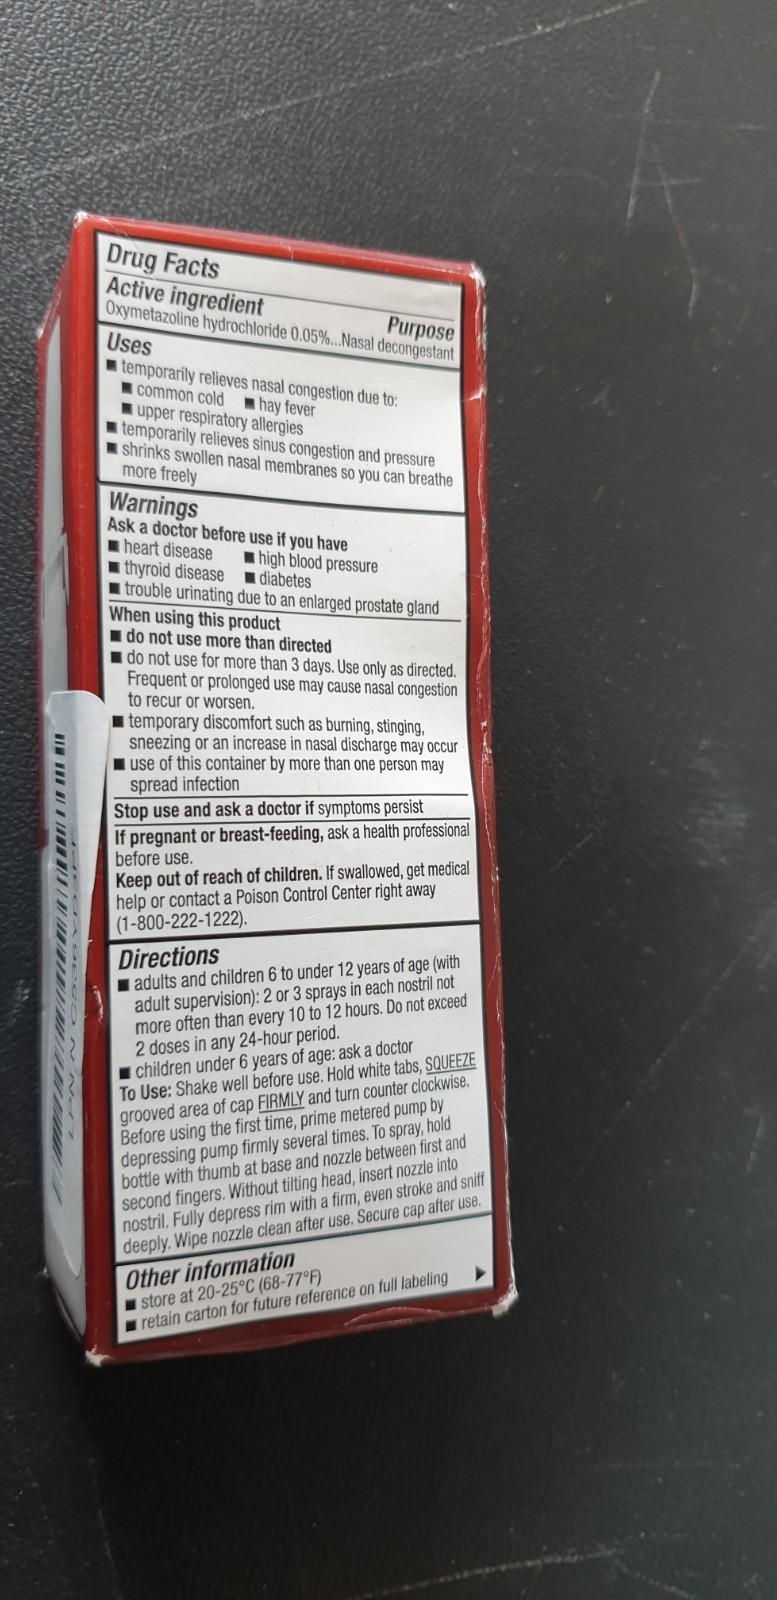 Drug Facts
Active ingredient Purpose
Oxymetazoline hydrochloride 0.05%...Nasal decongestant
Uses
■ temporarily relieves nasal congestion due to:
■ common cold ■ hay fever
■ upper respiratory allergies
■ temporarily relieves sinus congestion and pressure
■ shrinks swollen nasal membranes so you can breathe
more freely
Warnings
Ask a doctor before use if you have
■ heart disease ■ high blood pressure
■ thyroid disease ■ diabetes
■ trouble urinating due to an enlarged prostate gland
When using this product
■ do not use more than directed
■ do not use for more than 3 days. Use only as directed.
Frequent or prolonged use may cause nasal congestion
to recur or worsen.
■ temporary discomfort such as burning, stinging,
sneezing or an increase in nasal discharge may occur
■ use of this container by more than one person may
spread infection
Stop use and ask a doctor if symptoms persist
If pregnant or breast-feeding, ask a health professional
before use.
Keep out of reach of children. If swallowed, get medical
help or contact a Poison Control Center right away
(1-800-222-1222).
Directions
■ adults and children 6 to under 12 years of age (with
adult supervision): 2 or 3 sprays in each nostril not
more often than every 10 to 12 hours. Do not exceed
2 doses in any 24-hour period.
■ children under 6 years of age: ask a doctor
To Use: Shake well before use. Hold white tabs, SQUEEZE
grooved area of cap FIRMLY and turn counter clockwise.
Before using the first time, prime metered pump by
depressing pump firmly several times. To spray, hold
bottle with thumb at base and nozzle between first and
second fingers. Without tilting head, insert nozzle into
nostril. Fully depress rim with a firm, even stroke and sniff
deeply. Wipe nozzle clean after use. Secure cap after use.
Other information
■ store at 20-25°C (68-77°F)
■ retain carton for future reference on full labeling